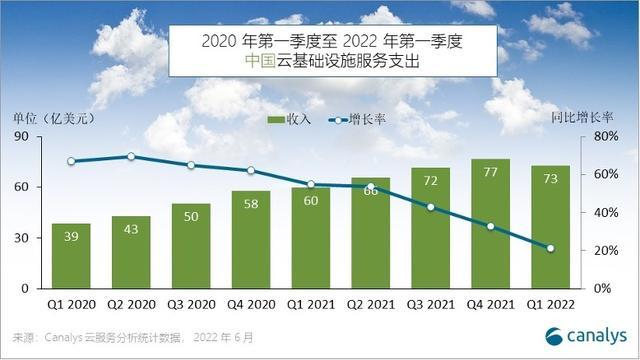 2020 年第一季度至 2022 年第一季度
中国云基础设施服务支出
单位（亿美元）
收入
增长率
同比增长率
90
60
30
0
80%
60%
40%
20%
0%
39
43
50
58
60
66
72
77
73
Q1 2020
Q2 2020
Q3 2020
Q4 2020
Q1 2021
Q2 2021
Q3 2021
Q4 2021
Q1 2022
来源：Canalys 云服务分析统计数据， 2022 年 6 月
canalys